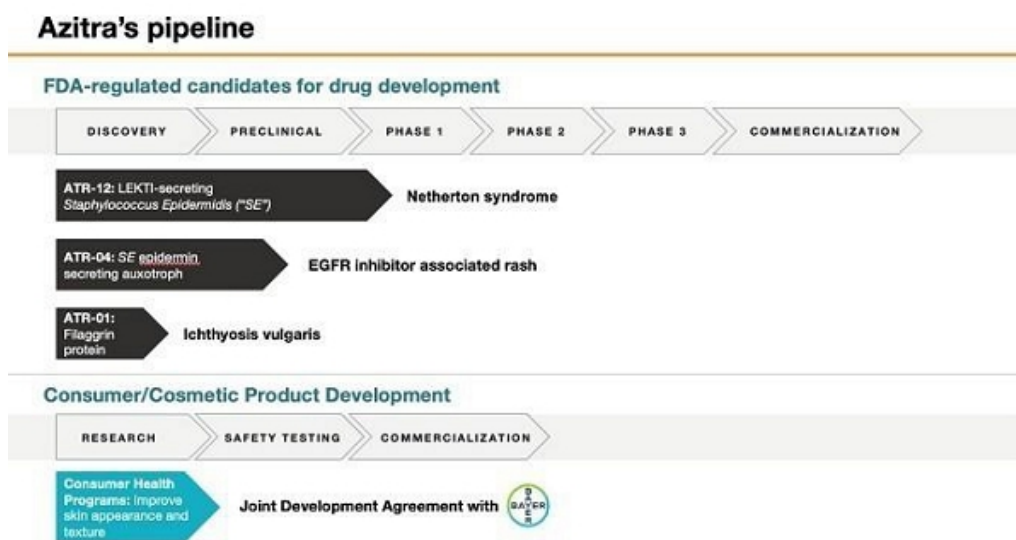 Azitra's pipeline
FDA-regulated candidates for drug development
DISCOVERY PRECLINICAL PHASE 1 PHASE 2 PHASE 3 COMMERCIALIZATION
ATR-12: LEKTI-secreting
Staphylococcus Epidermidis ("SE")
Netherton syndrome
ATR-04: SE epidermin
secreting auxotroph
EGFR inhibitor associated rash
ATR-01:
Filaggrin
protein
Ichthyosis vulgaris
Consumer/Cosmetic Product Development
RESEARCH SAFETY TESTING COMMERCIALIZATION
Consumer Health
Programs: Improve
skin appearance and
texture
Joint Development Agreement with
BAYER
BAYER